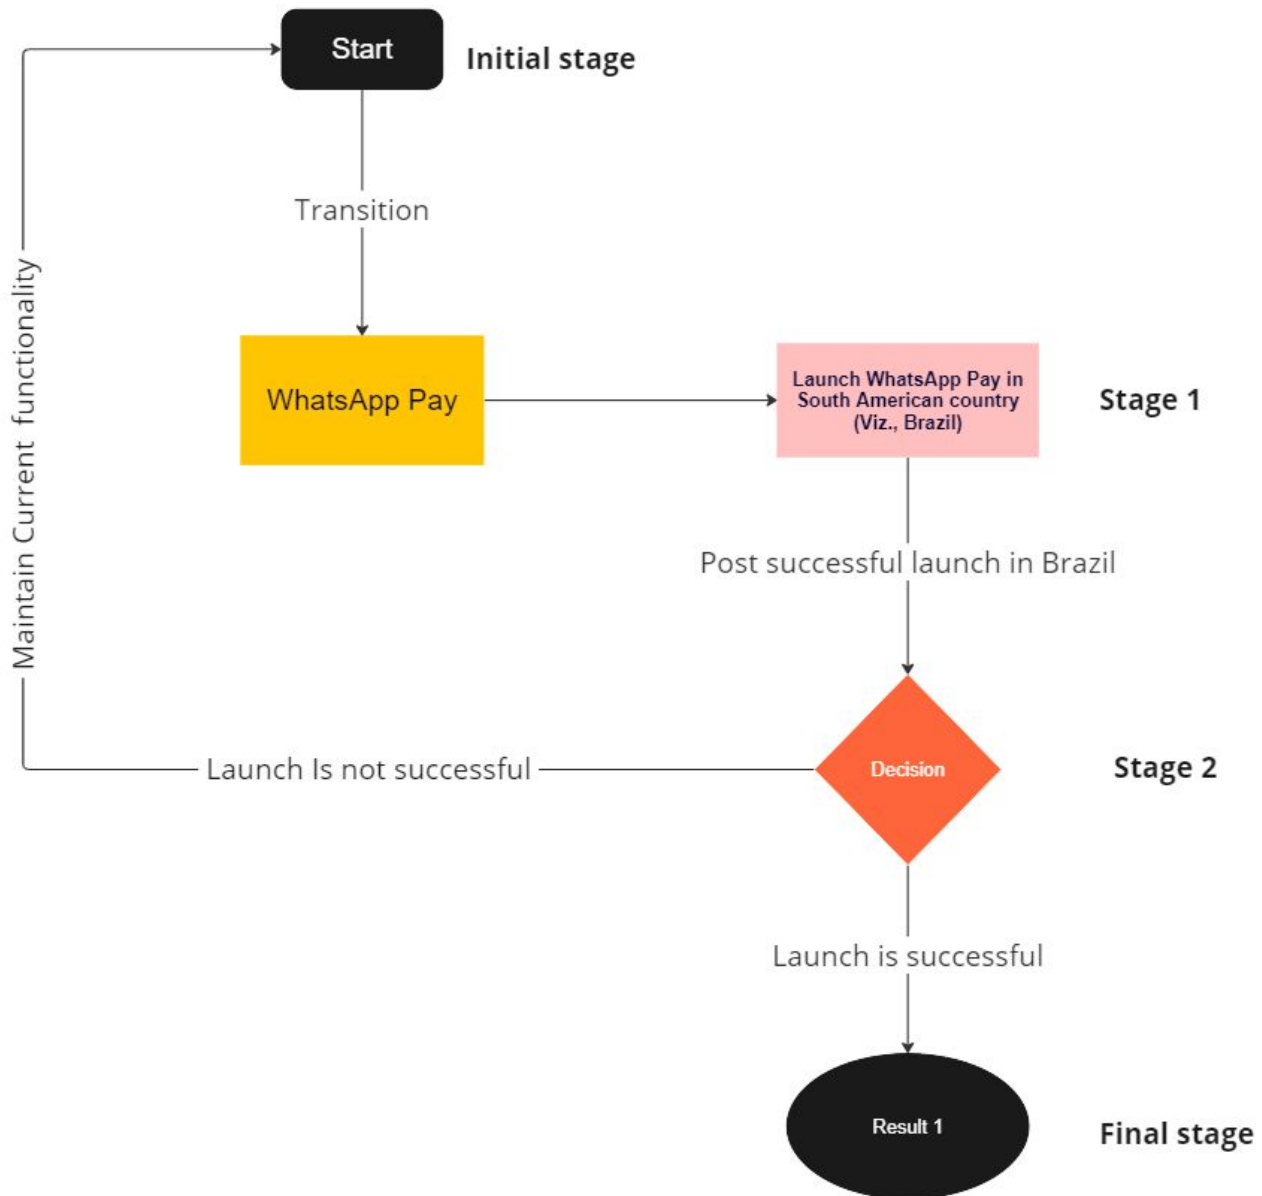 Start
Initial stage
Transition
Maintain Current functionality
WhatsApp Pay
Launch WhatsApp Pay in
South American country
(Viz., Brazil)
Stage 1
Post successful launch in Brazil
Launch Is not successful
Decision
Stage 2
Launch is successful
Result 1
Final stage